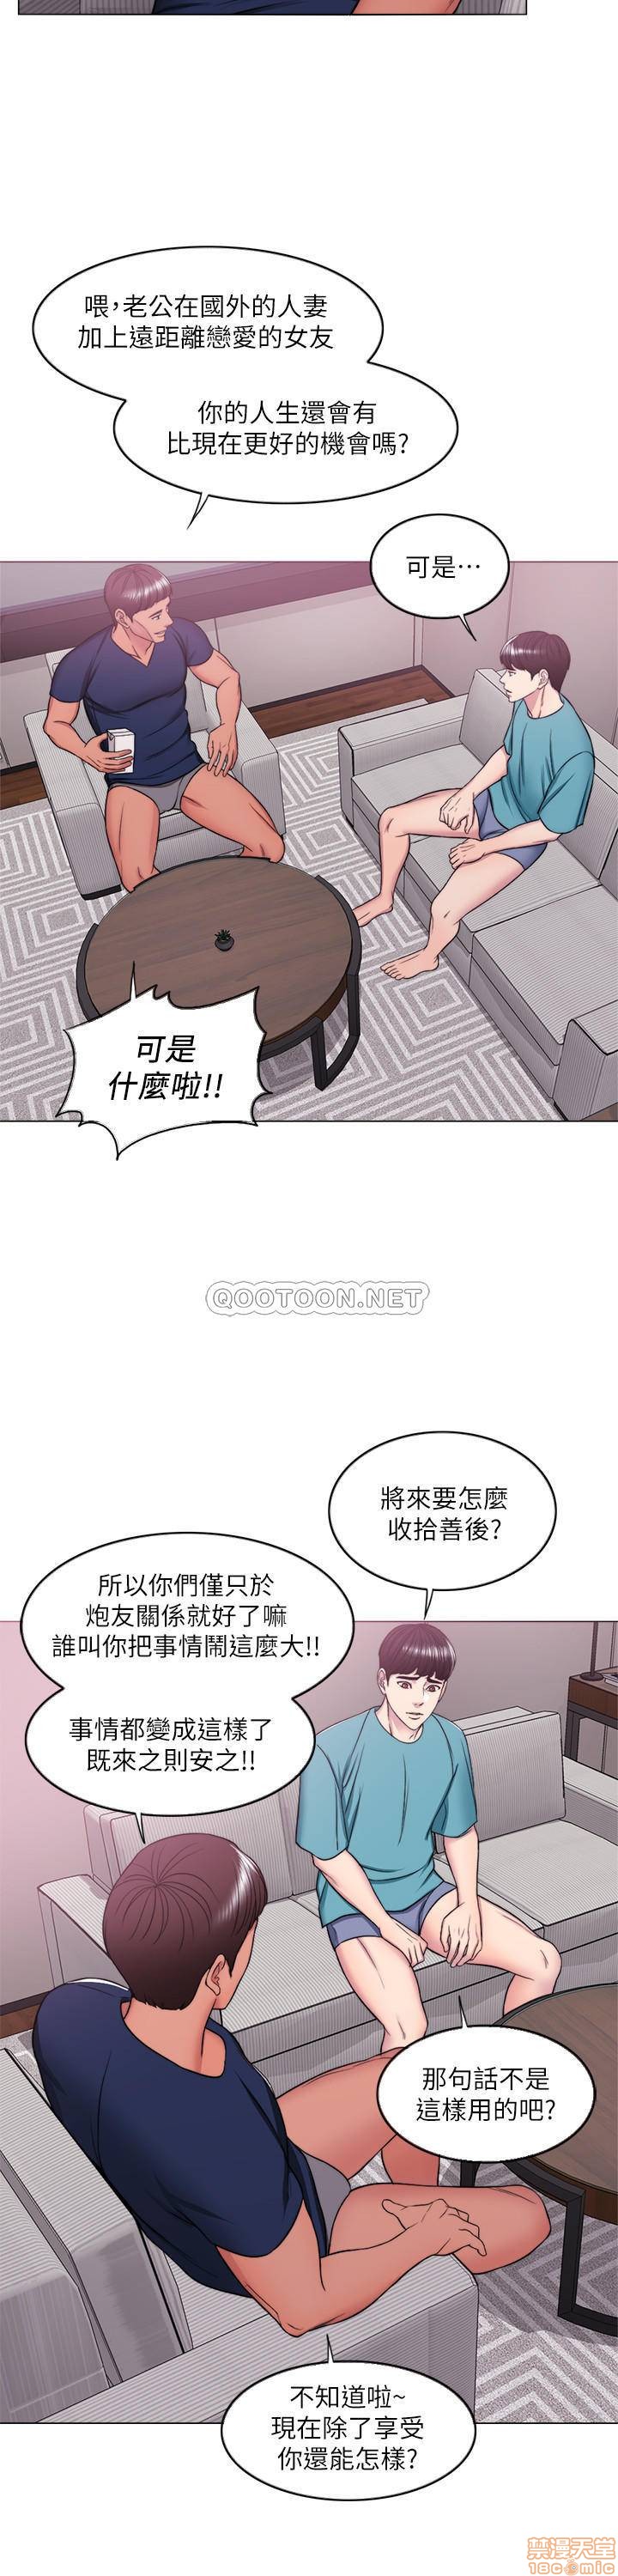 喂,老公在國外的人妻
加上遠距離戀愛的女友
你的人生還會有
比現在更好的機會嗎?
可是…
可是
什麼啦!!
QOOTOON.NET
將來要怎麼
收拾善後?
所以你們僅只於
炮友關係就好了嘛
誰叫你把事情鬧這麼大!!
事情都變成這樣了
既來之則安之!!
那句話不是
這樣用的吧?
不知道啦~
現在除了享受
你還能怎樣?
禁漫天堂
18comic